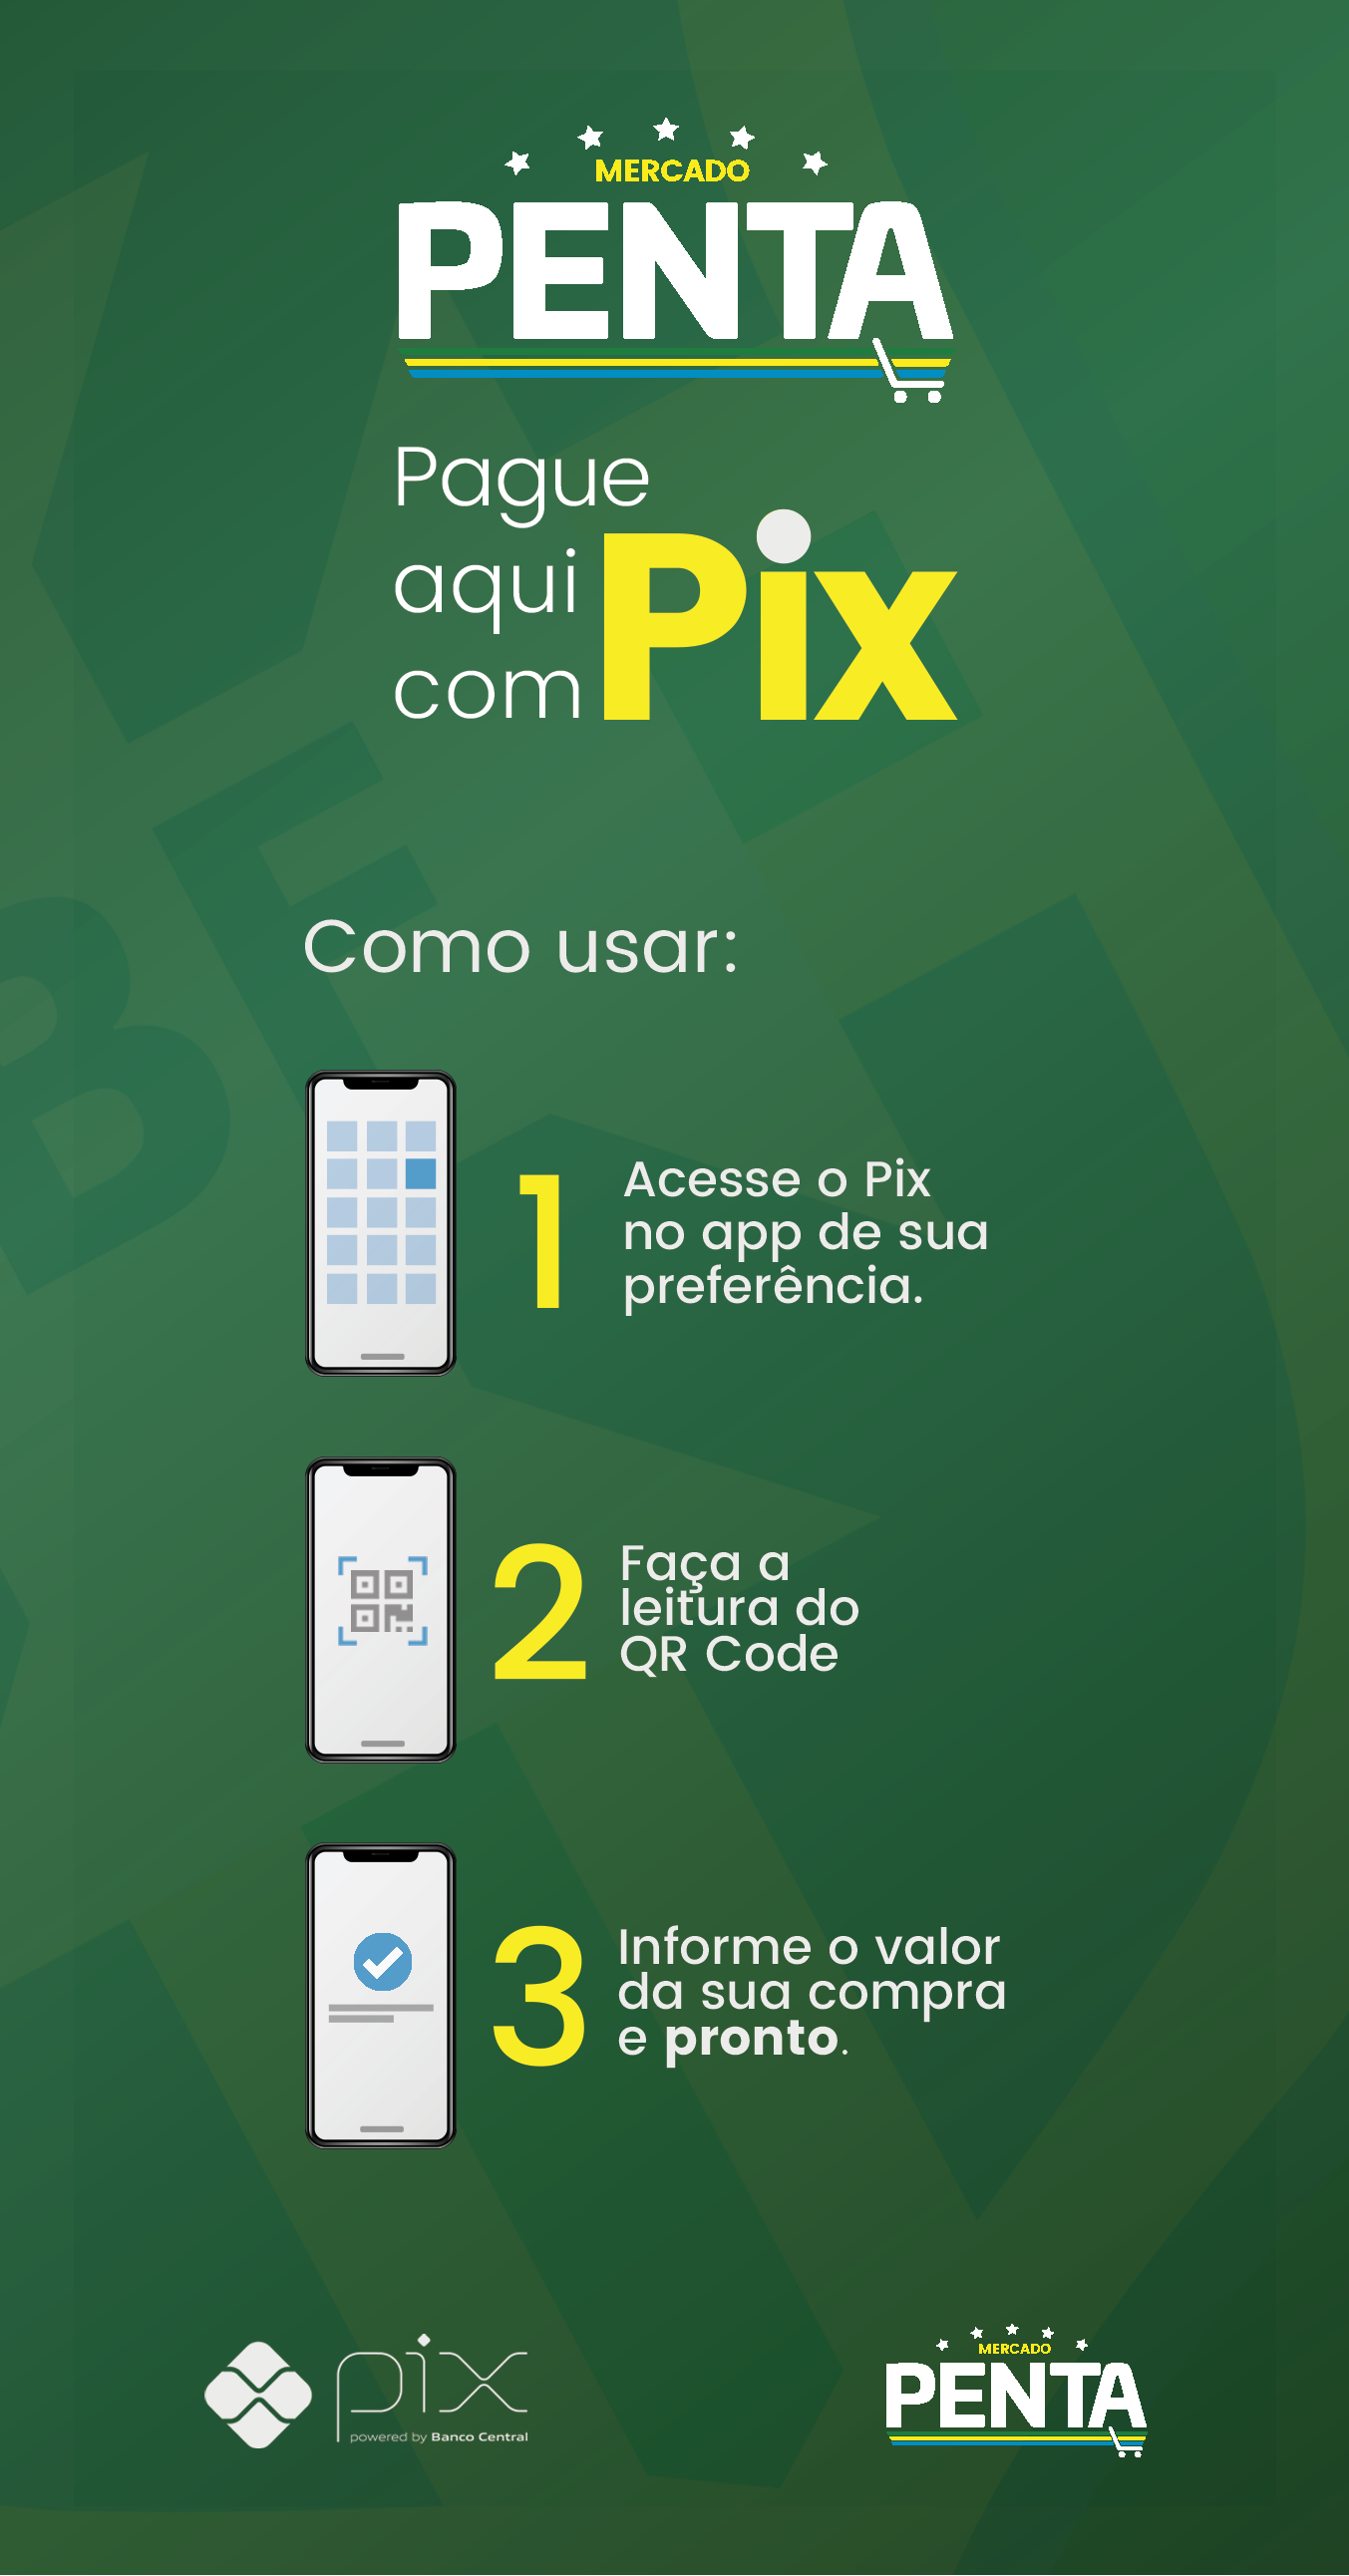 MERCADO
PENTA
Pague
aqui
com Pix
Como usar:
1
Acesse o Pix
no app de sua
preferência.
2
Faça a
leitura do
QR Code
3
Informe o valor
da sua compra
e pronto.
pix
powered by Banco Central
MERCADO
PENTA